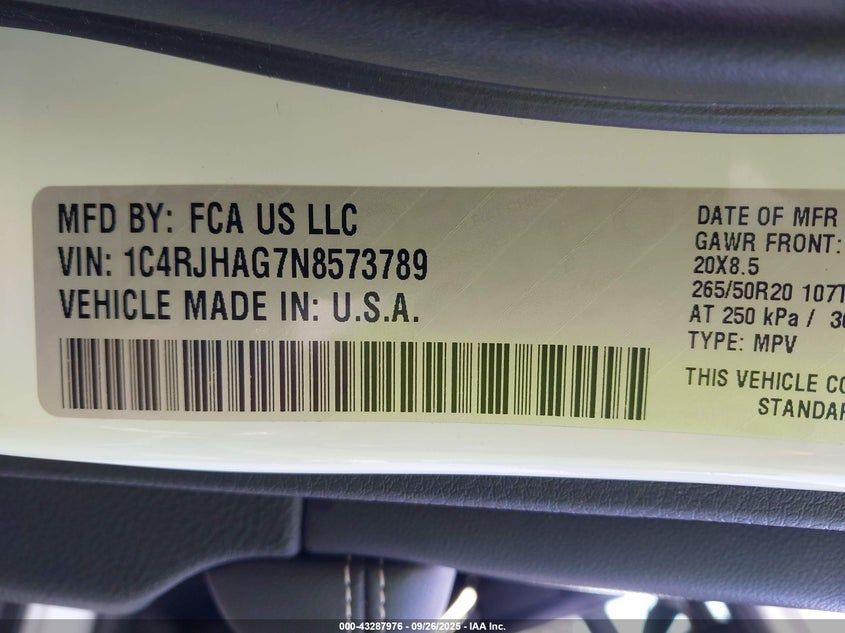 MFD BY: FCA US LLC
VIN: 1C4RJHAG7N8573789
VEHICLE MADE IN: U.S.A.
DATE OF MFR
GAWR FRONT:
20X8.5
265/50R20 107T
AT 250 kPa /
TYPE: MPV
THIS VEHICLE
000-43287976 - 09/26/2025 - IAA Inc.